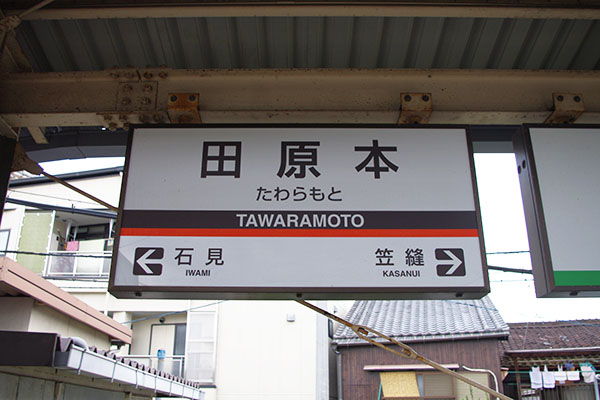 田原本
たわらもと
TAWARAMOTO
← 石見 笠縫 →
IWAMI KASANUI